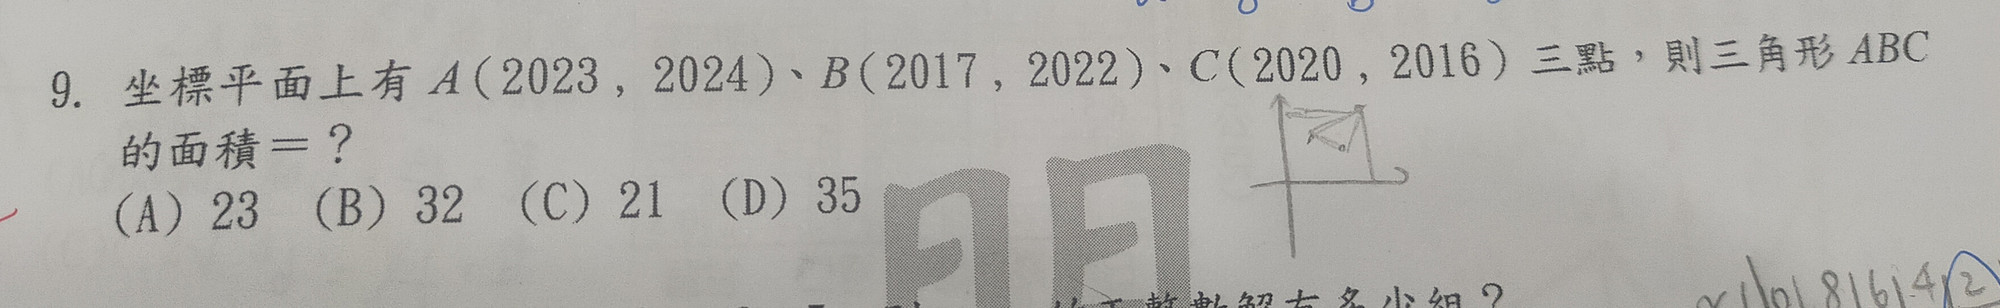 9. 坐標平面上有 A(2023 , 2024)、B(2017 , 2022)、C(2020 , 2016) 三點,則三角形 ABC
的面積=?
(A) 23 (B) 32 (C) 21 (D) 35